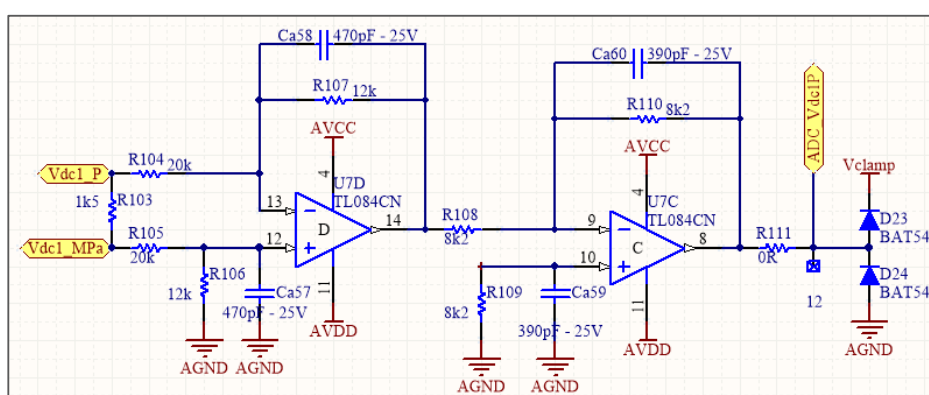 Ca58
470pF - 25V
R107
12k
AVCC
4
U7D
TL084CN
Vdc1_P
R104
20k
1k5
R103
13
D
14
Vdc1_MPa
R105
20k
12
R106
12k
Ca57
470pF - 25V
11
AVDD
AGND
AGND
R108
8k2
Ca60
390pF - 25V
R110
8k2
AVCC
4
U7C
TL084CN
9
C
8
10
R109
8k2
Ca59
390pF - 25V
11
AVDD
AGND
AGND
R111
0R
ADC_Vdc1P
12
Vclamp
D23
BAT54
D24
BAT54
AGND